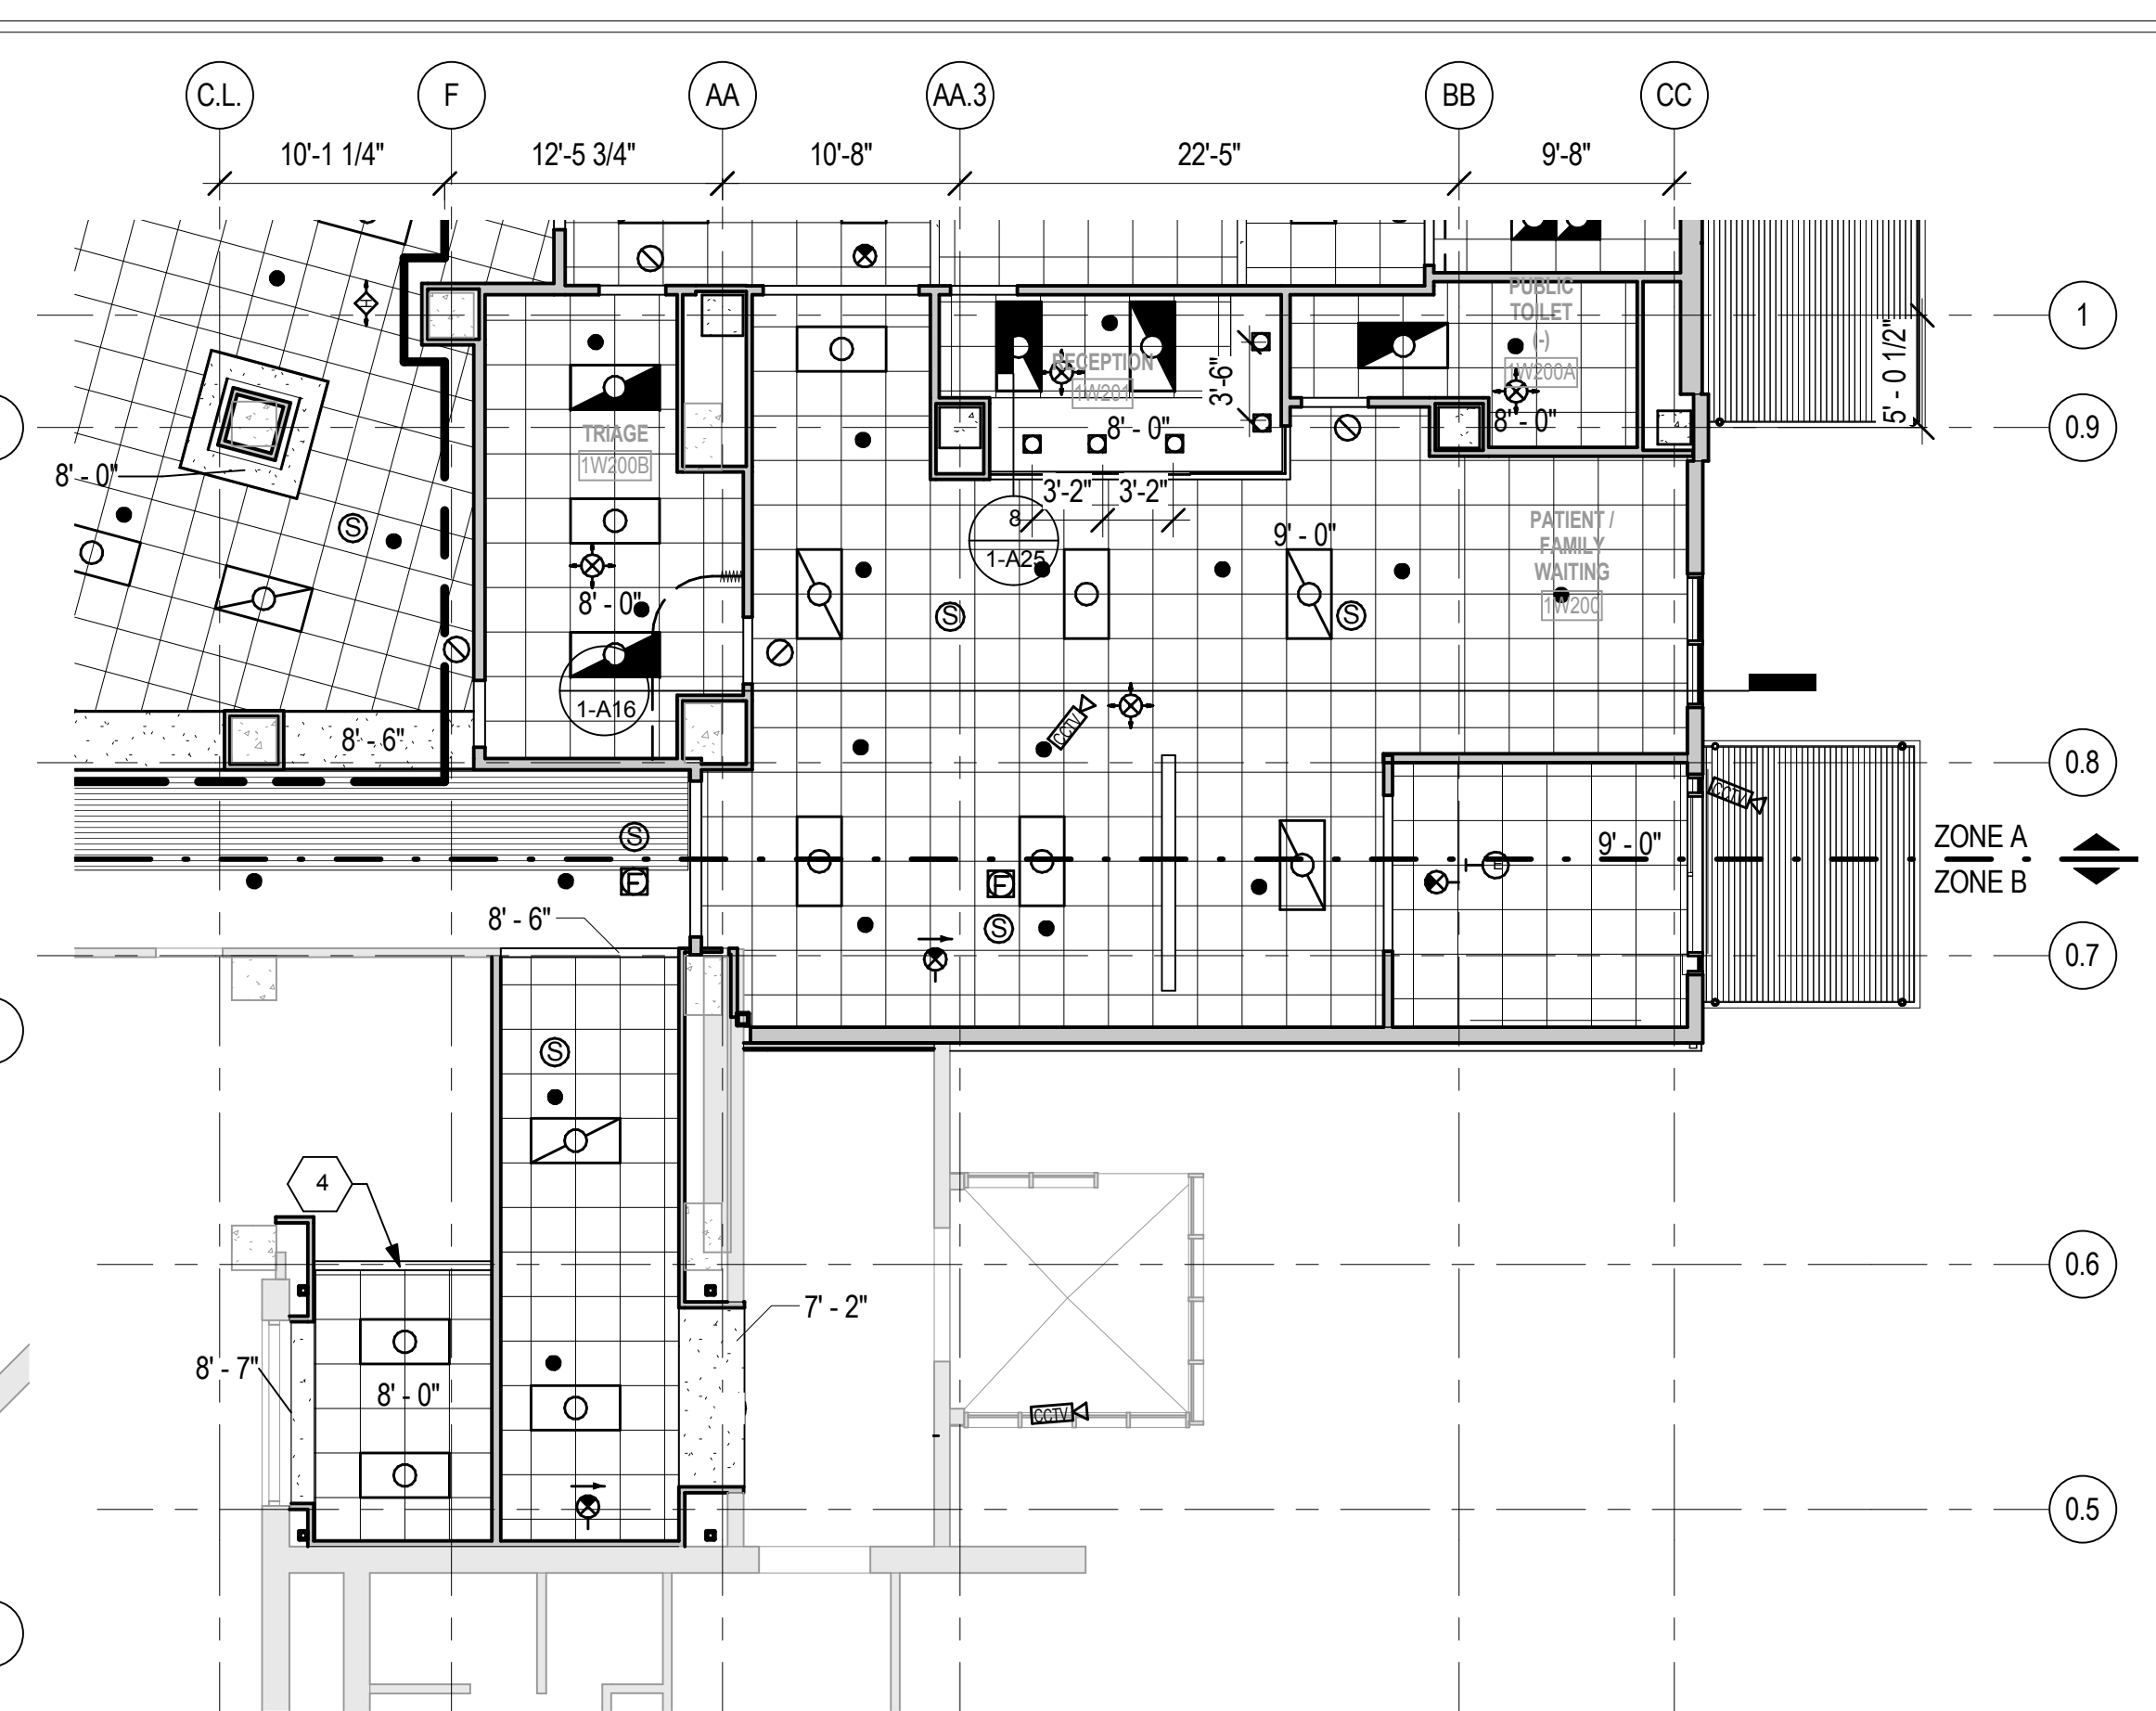 C.L. F AA AA.3 BB CC
10'-1 1/4" 12'-5 3/4" 10'-8" 22'-5" 9'-8"
PUBLIC
TOILET
(-)
1W200A
8' - 0"
1
5' - 0 1/2"
RECEPTION
1W201
8' - 0"
3'-6"
0.9
TRIAGE
1W200B
8' - 0"
8' - 0"
3'-2" 3'-2"
8
1-A25
9' - 0"
PATIENT /
FAMILY
WAITING
1W200
S
S
S
H
1-A16
CCTV
8' - 6"
0.8
CCTV
S
F
9' - 0"
E
ZONE A
ZONE B
F
S
8' - 6"
0.7
S
4
0.6
7' - 2"
8' - 7"
8' - 0"
CCTV
0.5